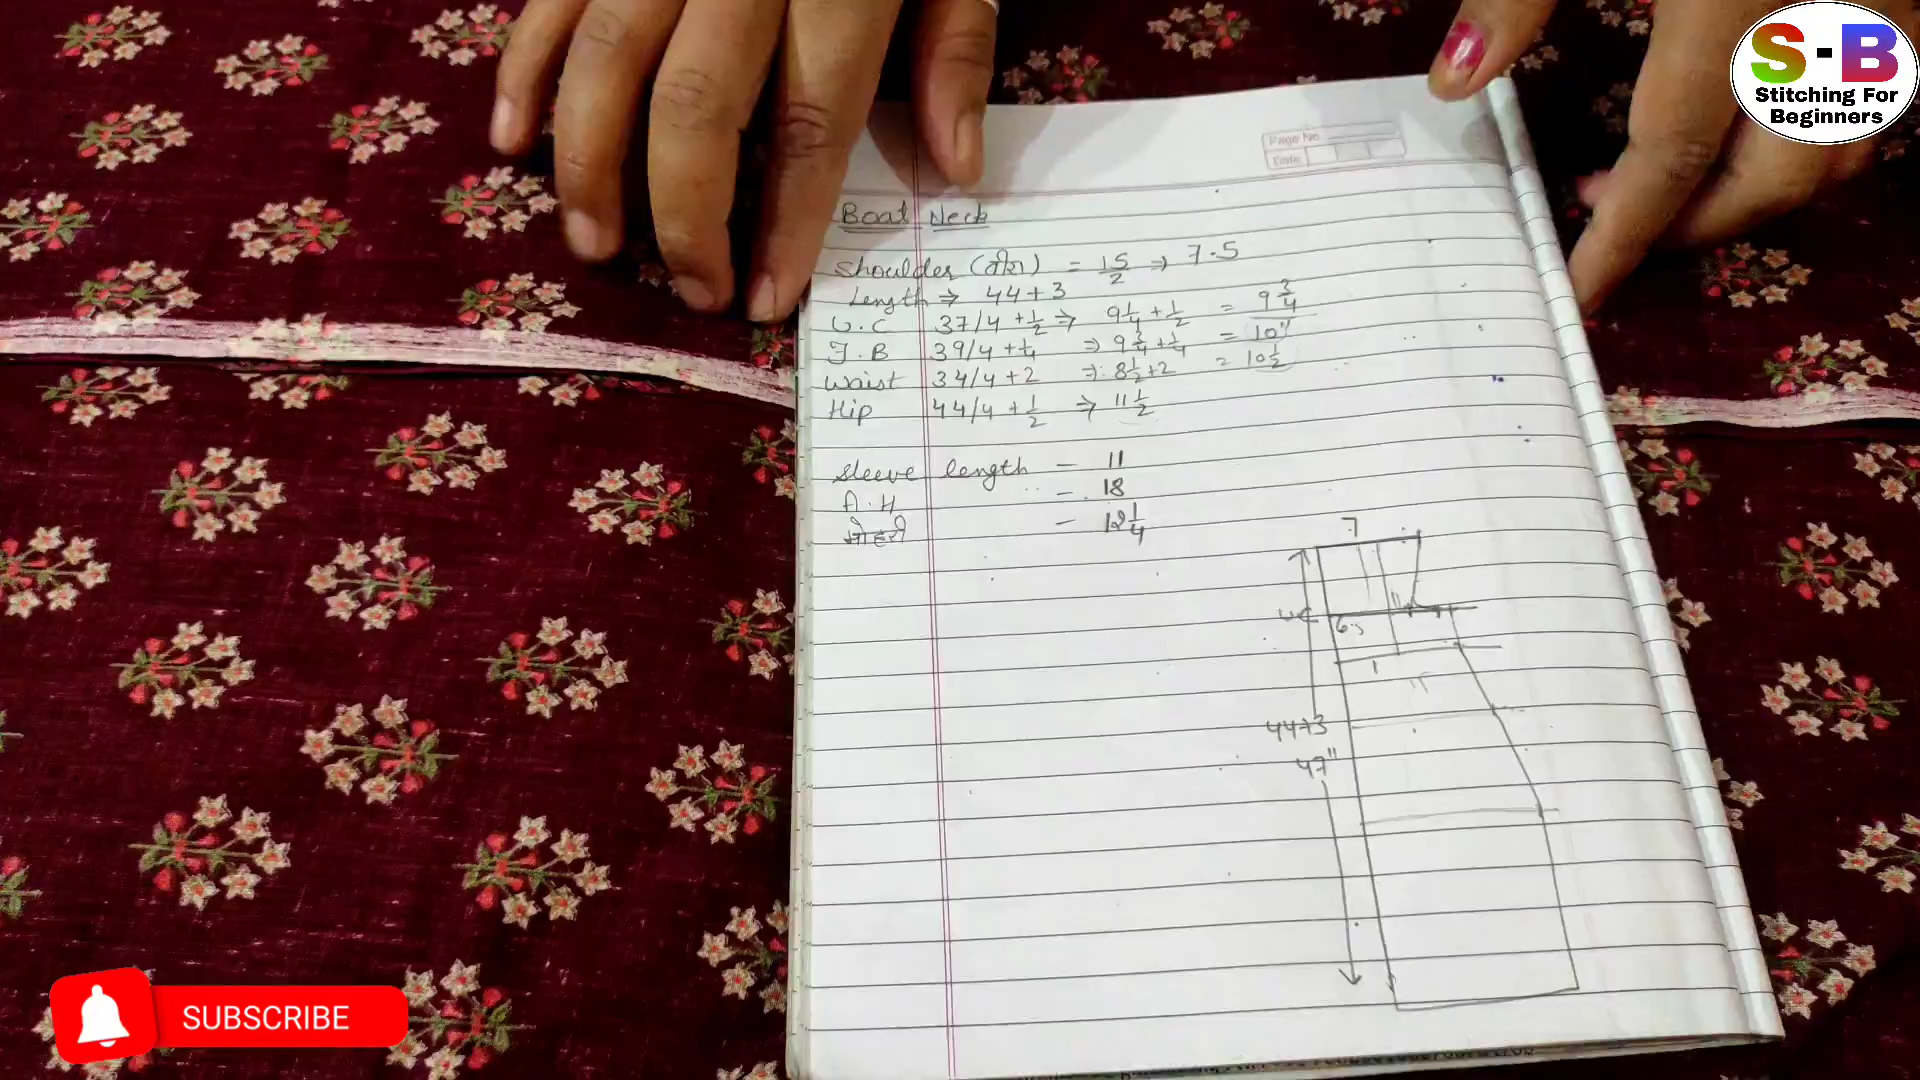 S-B
Stitching For
Beginners
Page No
Date
Boat Neck
Shoulder (तीरा) = 15/2 ⇒ 7.5
Length ⇒ 44+3
U.C 37/4 + 1/2 ⇒ 9 1/4 + 1/2 = 9 3/4
F.B 39/4 + 1/4 ⇒ 9 3/4 + 1/4 = 10"
Waist 34/4 + 2 ⇒ 8 1/2 + 2 = 10 1/2
Hip 44/4 + 1/2 ⇒ 11 1/2
Sleeve length - 11
A.H - 18
मोहरी - 12 1/4
7
6.5
44+3
47"
SUBSCRIBE